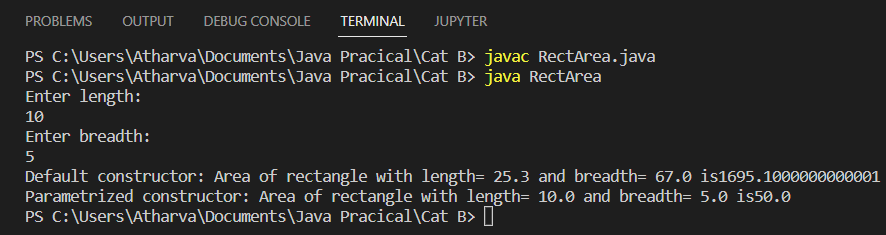 PROBLEMS OUTPUT DEBUG CONSOLE TERMINAL JUPYTER
PS C:\Users\Atharva\Documents\Java Pracical\Cat B> javac RectArea.java
PS C:\Users\Atharva\Documents\Java Pracical\Cat B> java RectArea
Enter length:
10
Enter breadth:
5
Default constructor: Area of rectangle with length= 25.3 and breadth= 67.0 is1695.1000000000001
Parametrized constructor: Area of rectangle with length= 10.0 and breadth= 5.0 is50.0
PS C:\Users\Atharva\Documents\Java Pracical\Cat B>